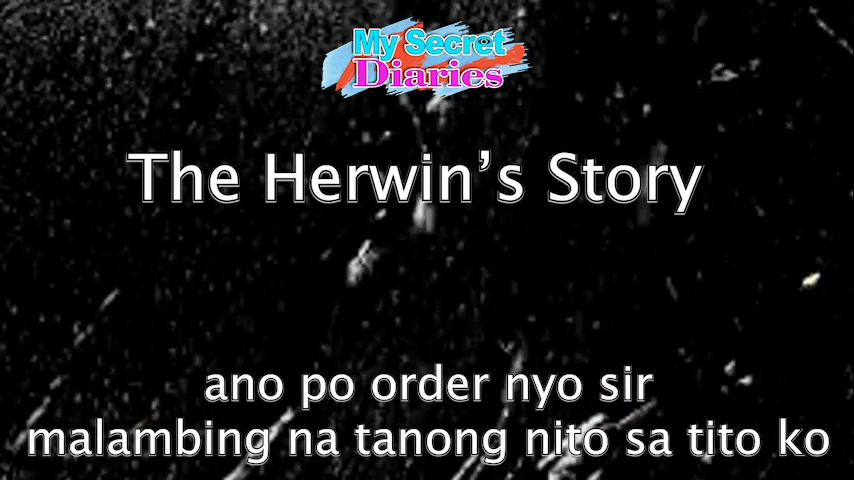 My Secret
Diaries
The Herwin's Story
ano po order nyo sir
malambing na tanong nito sa tito ko